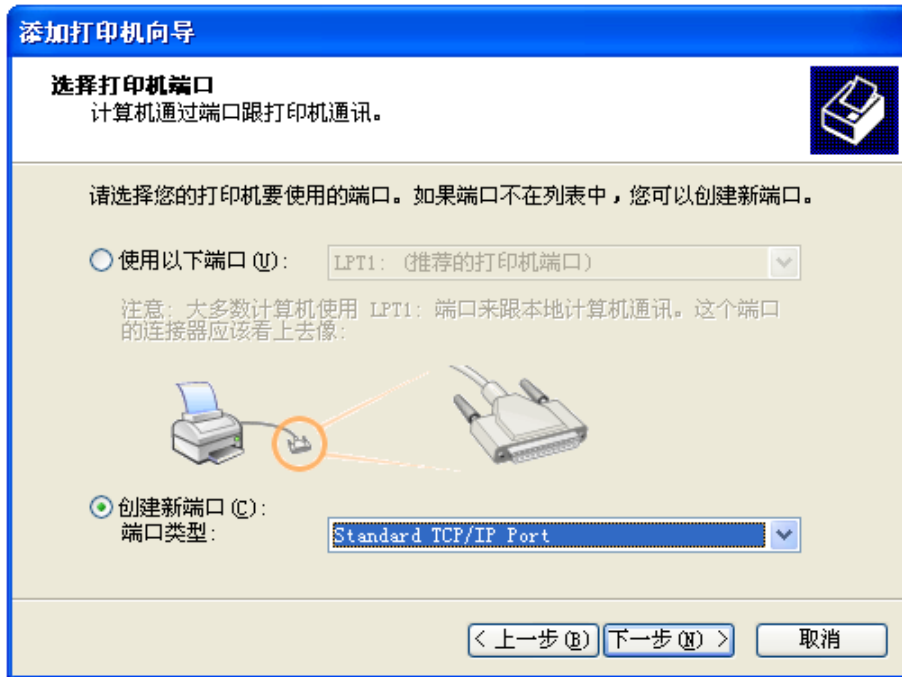 添加打印机向导
选择打印机端口
计算机通过端口跟打印机通讯。
请选择您的打印机要使用的端口。如果端口不在列表中，您可以创建新端口。
使用以下端口(U)： LPT1: (推荐的打印机端口)
注意: 大多数计算机使用 LPT1: 端口来跟本地计算机通讯。这个端口
的连接器应该看上去像:
创建新端口(C):
端口类型: Standard TCP/IP Port
< 上一步(B) 下一步(N) > 取消